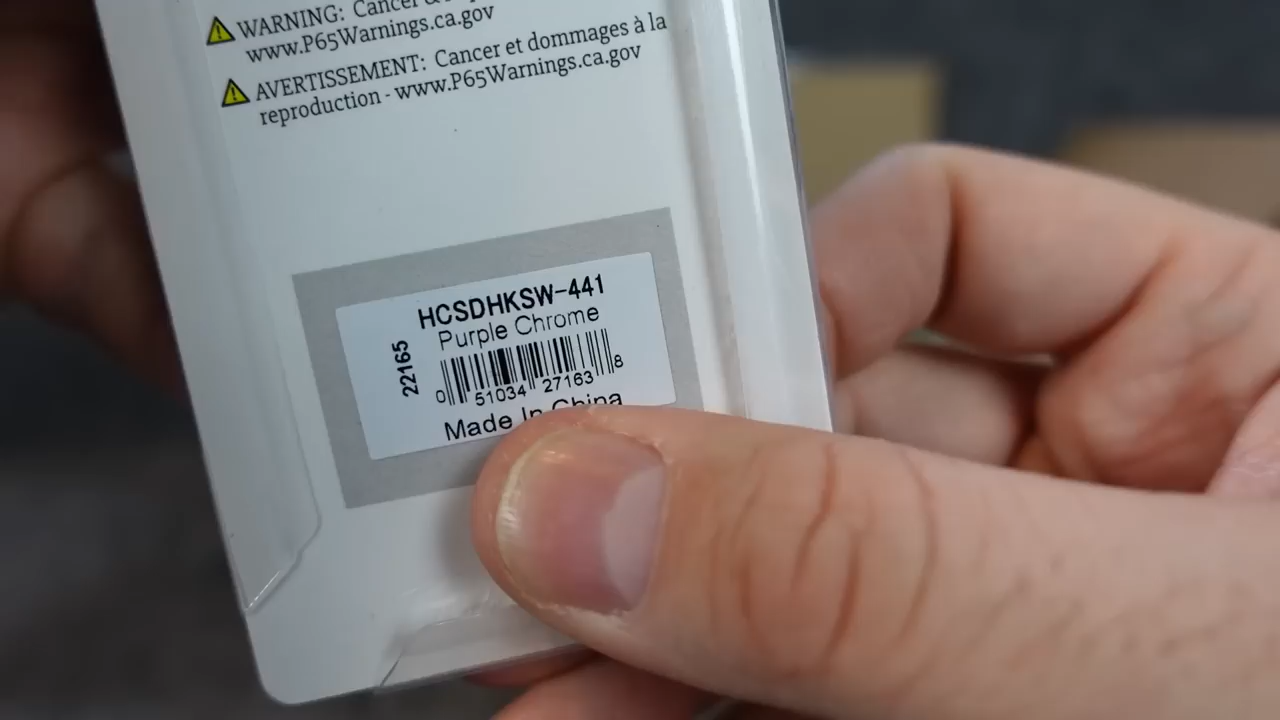 WARNING: Cancer &
www.P65Warnings.ca.gov
AVERTISSEMENT: Cancer et dommages à la
reproduction - www.P65Warnings.ca.gov
HCSDHKSW-441
Purple Chrome
22165
0 51034 27163 8
Made In China